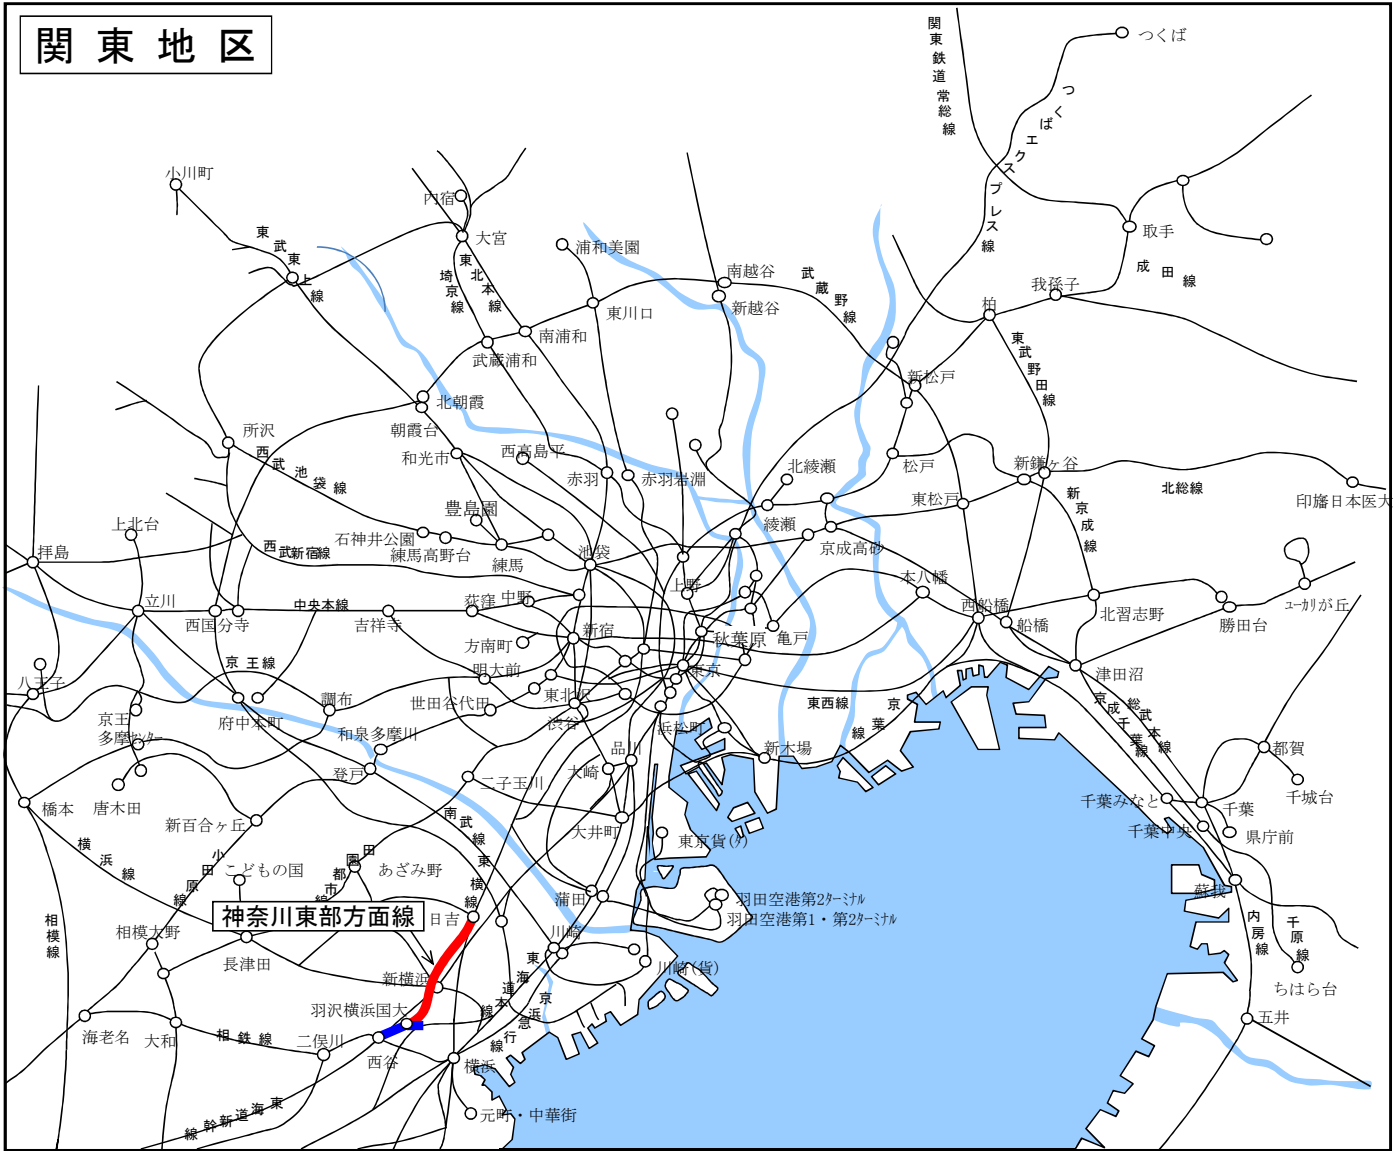 関東地区
関東鉄道常総線
つくば
つくばエクスプレス線
小川町
内宿
大宮
東武東上線
埼京線
東北本線
浦和美園
南越谷
新越谷
武蔵野線
取手
成田線
我孫子
柏
東川口
南浦和
武蔵浦和
東武野田線
新松戸
北朝霞
朝霞台
所沢
西武池袋線
和光市
西高島平
赤羽
赤羽岩淵
北綾瀬
松戸
新鎌ヶ谷
北総線
印旛日本医大
東松戸
新京成線
豊島園
上北台
石神井公園
練馬高野台
練馬
綾瀬
京成高砂
西武新宿線
拝島
池袋
上野
本八幡
西船橋
船橋
北習志野
ユーカリが丘
勝田台
立川
西国分寺
中央本線
吉祥寺
荻窪
中野
新宿
方南町
秋葉原
亀戸
東京
津田沼
京王線
明大前
八王子
京王
多摩センター
府中本町
調布
世田谷代田
東北沢
渋谷
和泉多摩川
浜松町
東西線
京葉線
新木場
京成千葉線
総武本線
都賀
千城台
品川
大崎
登戸
二子玉川
唐木田
橋本
新百合ヶ丘
南武線
大井町
千葉みなと
千葉
千葉中央
県庁前
東京貨(タ)
横浜線
小田原線
こどもの国
田園都市線
あざみ野
東横線
蘇我
蒲田
羽田空港第2ターミナル
羽田空港第1・第2ターミナル
神奈川東部方面線
日吉
相模線
相模大野
長津田
川崎
川崎(貨)
内房線
千原線
ちはら台
新横浜
羽沢横浜国大
東海道本線
京浜急行線
五井
海老名
大和
相鉄線
二俣川
西谷
横浜
元町・中華街
東海道新幹線